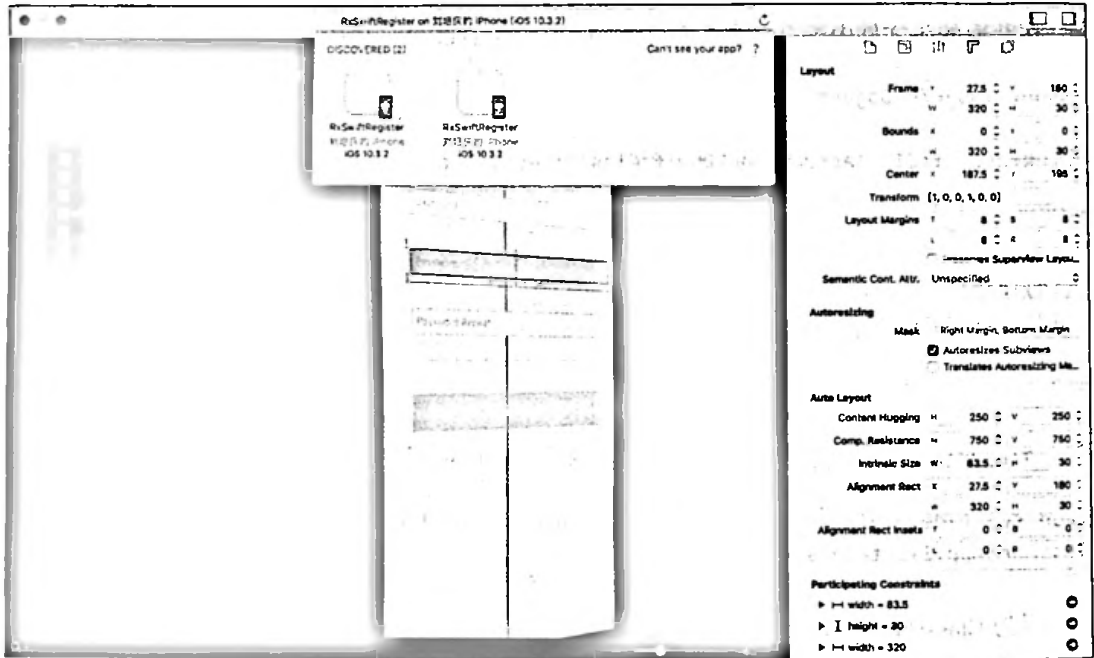 RxSwiftRegister on 的 iPhone (iOS 10.3.2)
DISCOVERED (2)
Can't see your app? ?
RxSwiftRegister
RxSwiftRegister
的 iPhone
iPhone
iOS 10.3.2
iOS 10.3.2
Layout
Frame 27.5 Y 180
W 320 H 30
Bounds X 0 Y 0
W 320 H 30
Center X 187.5 Y 195
Transform [1, 0, 0, 1, 0, 0]
Layout Margins T 8 B 8
L 8 R 8
Preserves Superview Layou...
Semantic Cont. Attr. Unspecified
Autoresizing
Mask Right Margin, Bottom Margin
Autoresizes Subviews
Translates Autoresizing Ma...
Auto Layout
Content Hugging H 250 V 250
Comp. Resistance H 750 V 750
Intrinsic Size W 83.5 H 30
Alignment Rect X 27.5 Y 180
W 320 H 30
Alignment Rect Insets T 0 B 0
L 0 R 0
Participating Constraints
width = 83.5
height = 30
width = 320